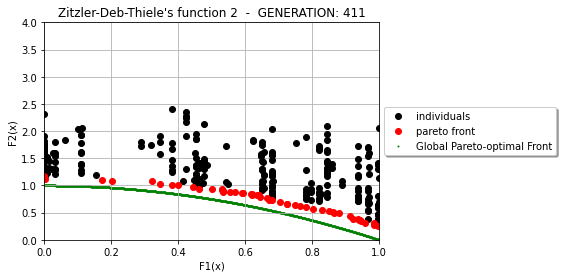 Zitzler-Deb-Thiele's function 2 - GENERATION: 411
4.0
3.5
3.0
2.5
2.0
1.5
1.0
0.5
0.0
F2(x)
0.0 0.2 0.4 0.6 0.8 1.0
F1(x)
individuals
pareto front
Global Pareto-optimal Front